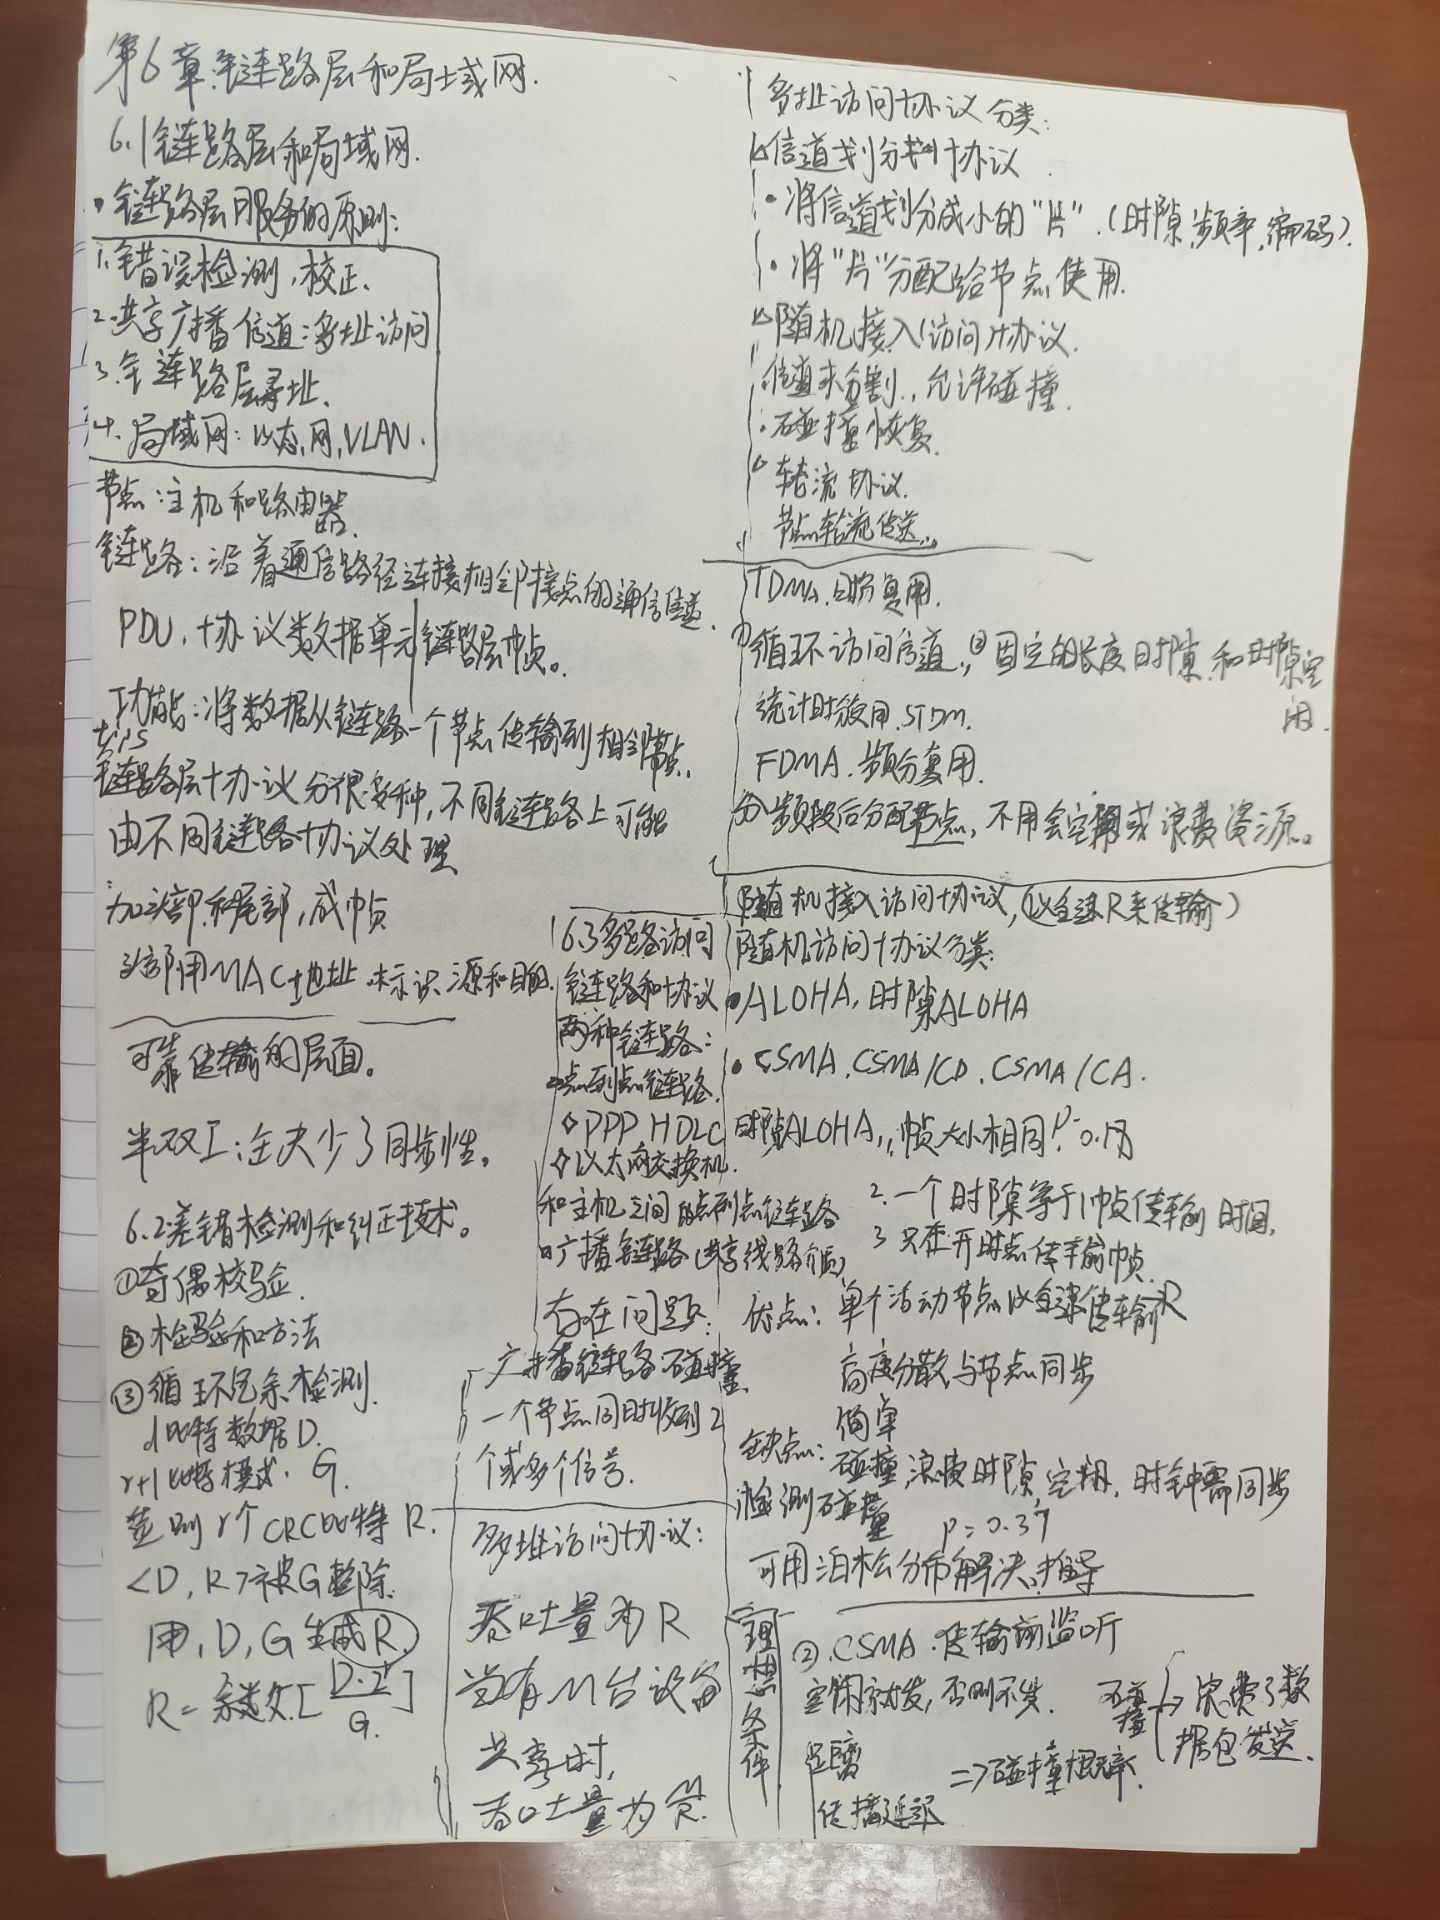 第6章 链路层和局域网.
6.1 链路层和局域网.
·链路层服务的原则:
1.错误检测,校正.
2.共享广播信道:多址访问
3.链路层寻址.
4.局域网:以太网,VLAN.
节点:主机和路由器.
链路:沿着通信路径连接相邻接点的通信信道.
PDU,协议数据单元 链路层帧。
功能:将数据从链路一个节点传输到相邻节点.
tips
链路层协议分很多种,不同链路上可能
由不同链路协议处理
加头部和尾部,成帧
头部用MAC地址.标识源和目的.
可靠传输的层面。
半双工:缺少了同步性。
6.2差错检测和纠正技术。
①奇偶校验.
②检验和方法
③循环冗余检测.
d比特数据D.
r+1比特模式. G.
选则r个CRC比特R.
<D,R>被G整除.
用,D,G生成R.
R=余数[D·2^r/G.]
6.3多路访问
链路和协议
两种链路:
点到点链路.
◇PPP HDLC
◇以太网交换机
和主机之间的点到点链路
广播链路(共享线路介质)
存在问题:
广播链路碰撞
一个节点同时收到2
个或多个信号.
多址访问协议:
吞吐量为R
当有M台设备
共享时,
吞吐量为R/M.
多址访问协议分类:
信道划分协议
·将信道划分成小的"片".(时隙,频率,编码).
·将"片"分配给节点使用.
随机接入(访问)协议.
信道未分割.,允许碰撞.
碰撞恢复.
轮流协议.
节点轮流传送..
TDMA.时分复用.
①循环访问信道.,②固定的长度时隙.和时隙空闲.
统计时分复用.STDM.
FDMA.频分复用.
分频段后分配节点,不用会空闲或浪费资源。
随机接入访问协议,(以全速R来传输)
随机访问协议分类:
·ALOHA,时隙ALOHA
·CSMA.CSMA/CD.CSMA/CA.
时隙ALOHA,1.帧大小相同.P=0.18
2.一个时隙等于1帧传输时间.
3 只在开时点传输帧.
优点:单个活动节点以全速传输R
高度分散与节点同步
简单
缺点:碰撞浪费时隙,空闲.时钟需同步
检测碰撞 P=0.37
可用泊松分布解决.推导
理想条件
②.CSMA.传输前监听
空闲就发,否则不发.
距离
传播延迟
=>碰撞概率.
碰撞
→浪费了数
据包发送.